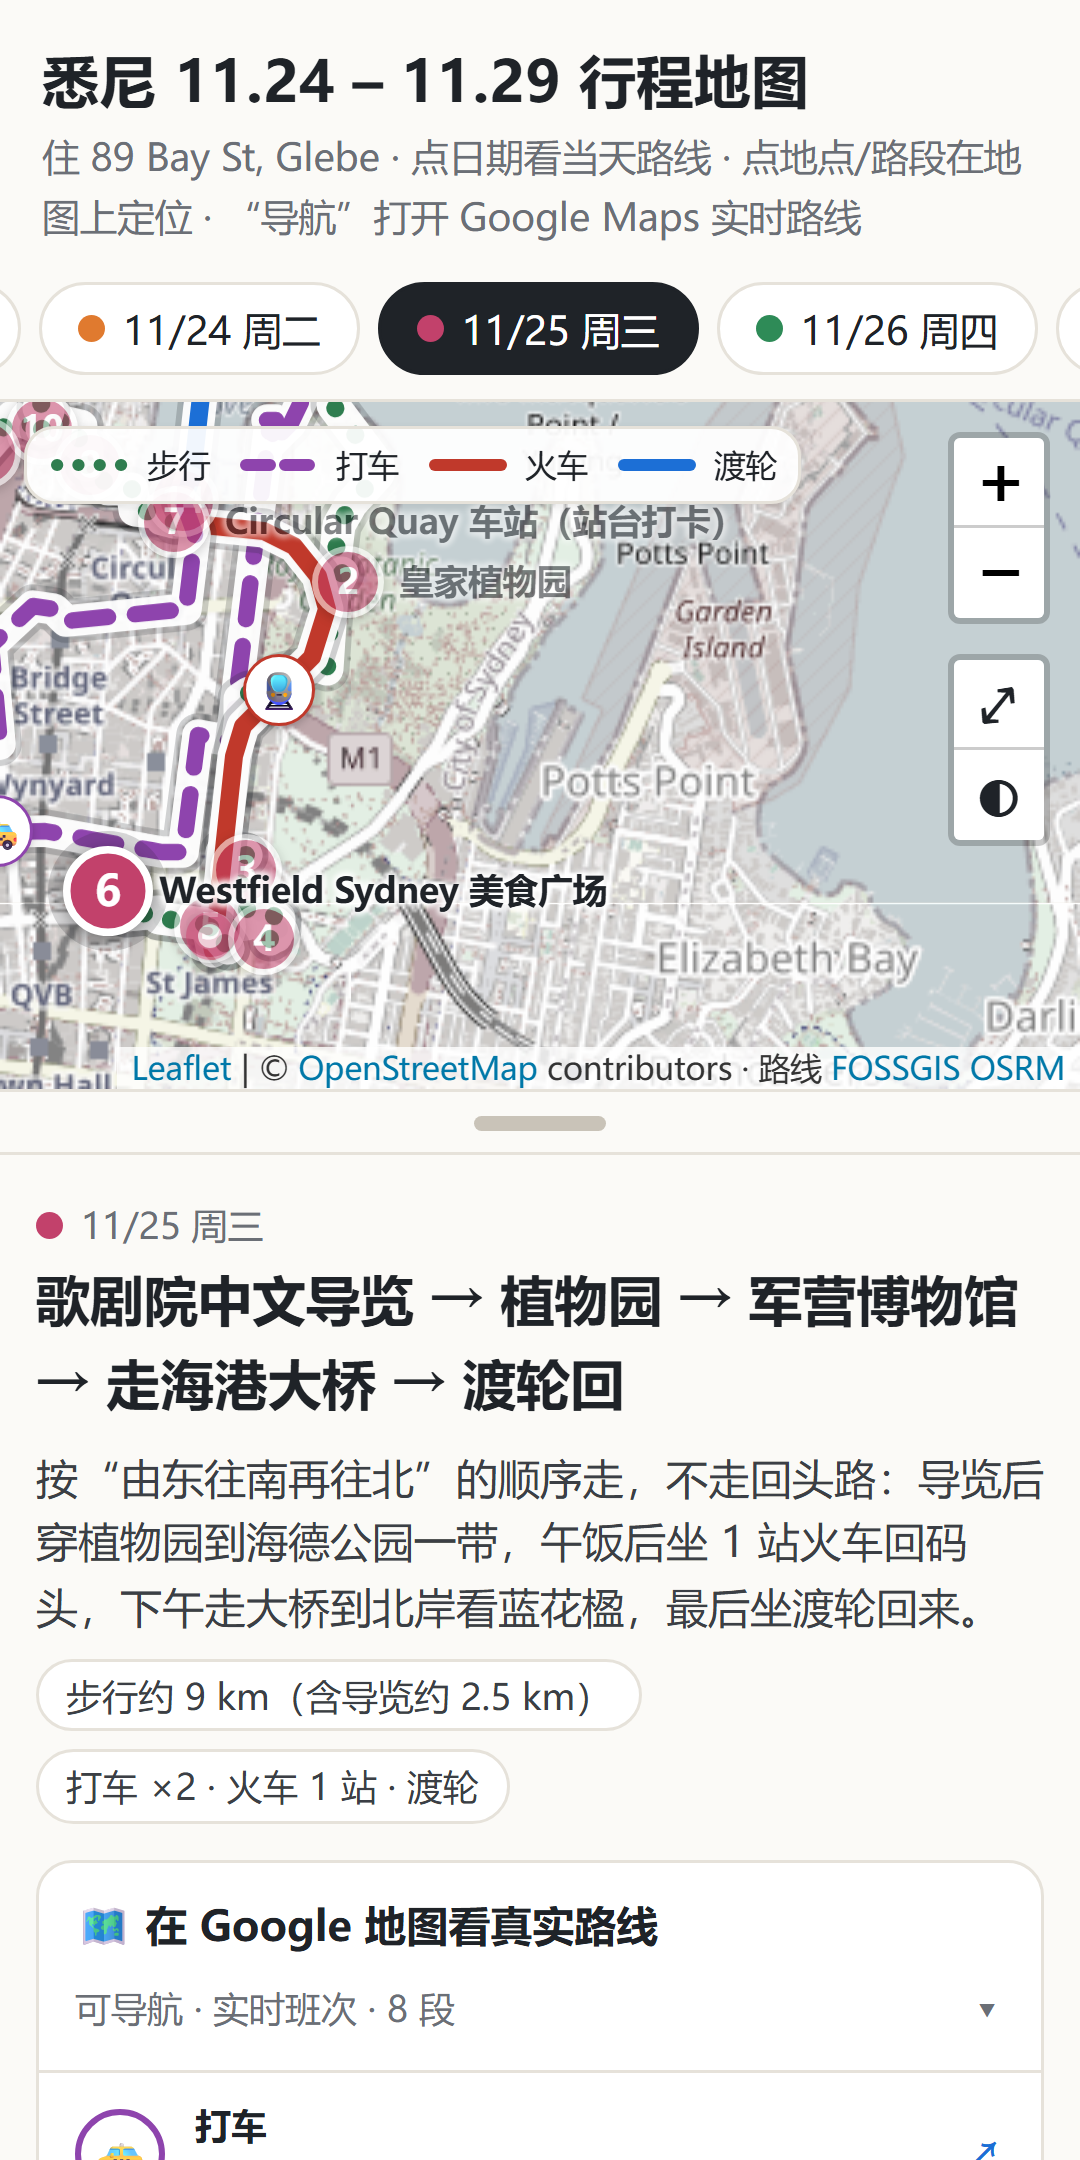 悉尼 11.24 – 11.29 行程地图
住 89 Bay St, Glebe · 点日期看当天路线 · 点地点/路段在地
图上定位 · “导航”打开 Google Maps 实时路线
11/24 周二
11/25 周三
11/26 周四
10
步行
打车
火车
渡轮
+
7
Circular Quay 车站（站台打卡）
Potts Point
−
2
皇家植物园
Garden
Island
Bridge
Street
City of Sydney
M1
Potts Point
Wynyard
3
6
Westfield Sydney 美食广场
5
4
Elizabeth Bay
St James
QVB
Darli
Leaflet | © OpenStreetMap contributors · 路线 FOSSGIS OSRM
11/25 周三
歌剧院中文导览 → 植物园 → 军营博物馆
→ 走海港大桥 → 渡轮回
按“由东往南再往北”的顺序走，不走回头路：导览后
穿植物园到海德公园一带，午饭后坐 1 站火车回码
头，下午走大桥到北岸看蓝花楹，最后坐渡轮回来。
步行约 9 km（含导览约 2.5 km）
打车 ×2 · 火车 1 站 · 渡轮
在 Google 地图看真实路线
可导航 · 实时班次 · 8 段
打车